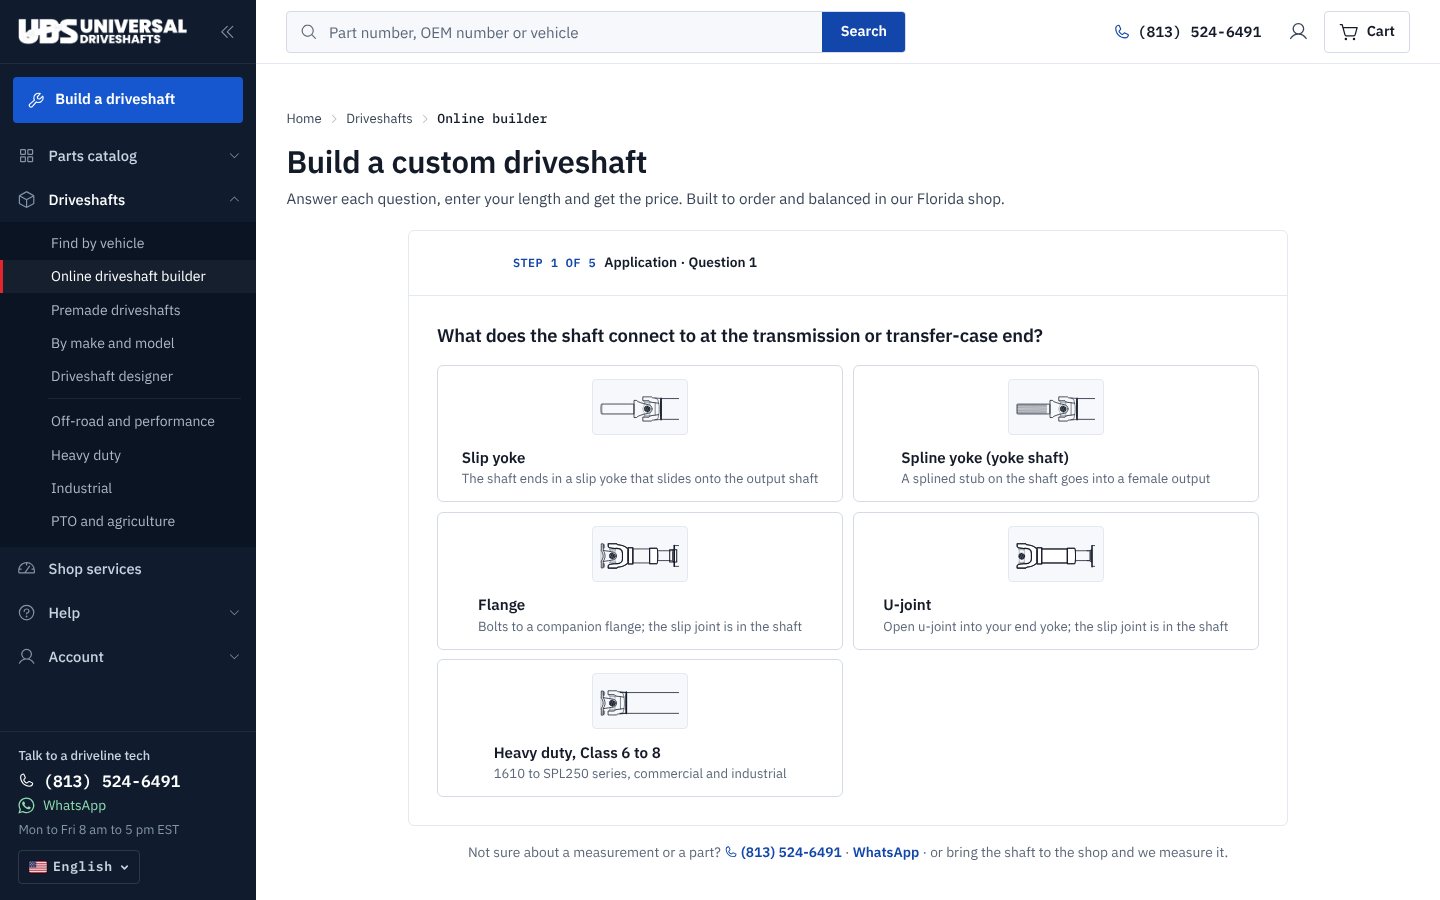 UDS UNIVERSAL
DRIVESHAFTS
Part number, OEM number or vehicle
Search
(813) 524-6491
Cart
Build a driveshaft
Parts catalog
Driveshafts
Find by vehicle
Online driveshaft builder
Premade driveshafts
By make and model
Driveshaft designer
Off-road and performance
Heavy duty
Industrial
PTO and agriculture
Shop services
Help
Account
Talk to a driveline tech
(813) 524-6491
WhatsApp
Mon to Fri 8 am to 5 pm EST
English
Home > Driveshafts > Online builder
Build a custom driveshaft
Answer each question, enter your length and get the price. Built to order and balanced in our Florida shop.
STEP 1 OF 5 Application · Question 1
What does the shaft connect to at the transmission or transfer-case end?
Slip yoke
The shaft ends in a slip yoke that slides onto the output shaft
Spline yoke (yoke shaft)
A splined stub on the shaft goes into a female output
Flange
Bolts to a companion flange; the slip joint is in the shaft
U-joint
Open u-joint into your end yoke; the slip joint is in the shaft
Heavy duty, Class 6 to 8
1610 to SPL250 series, commercial and industrial
Not sure about a measurement or a part? (813) 524-6491 · WhatsApp · or bring the shaft to the shop and we measure it.